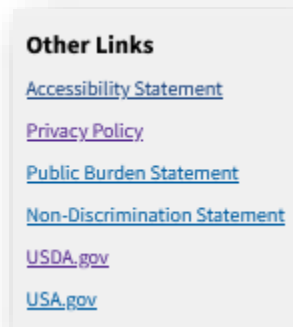 Other Links
Accessibility Statement
Privacy Policy
Public Burden Statement
Non-Discrimination Statement
USDA.gov
USA.gov